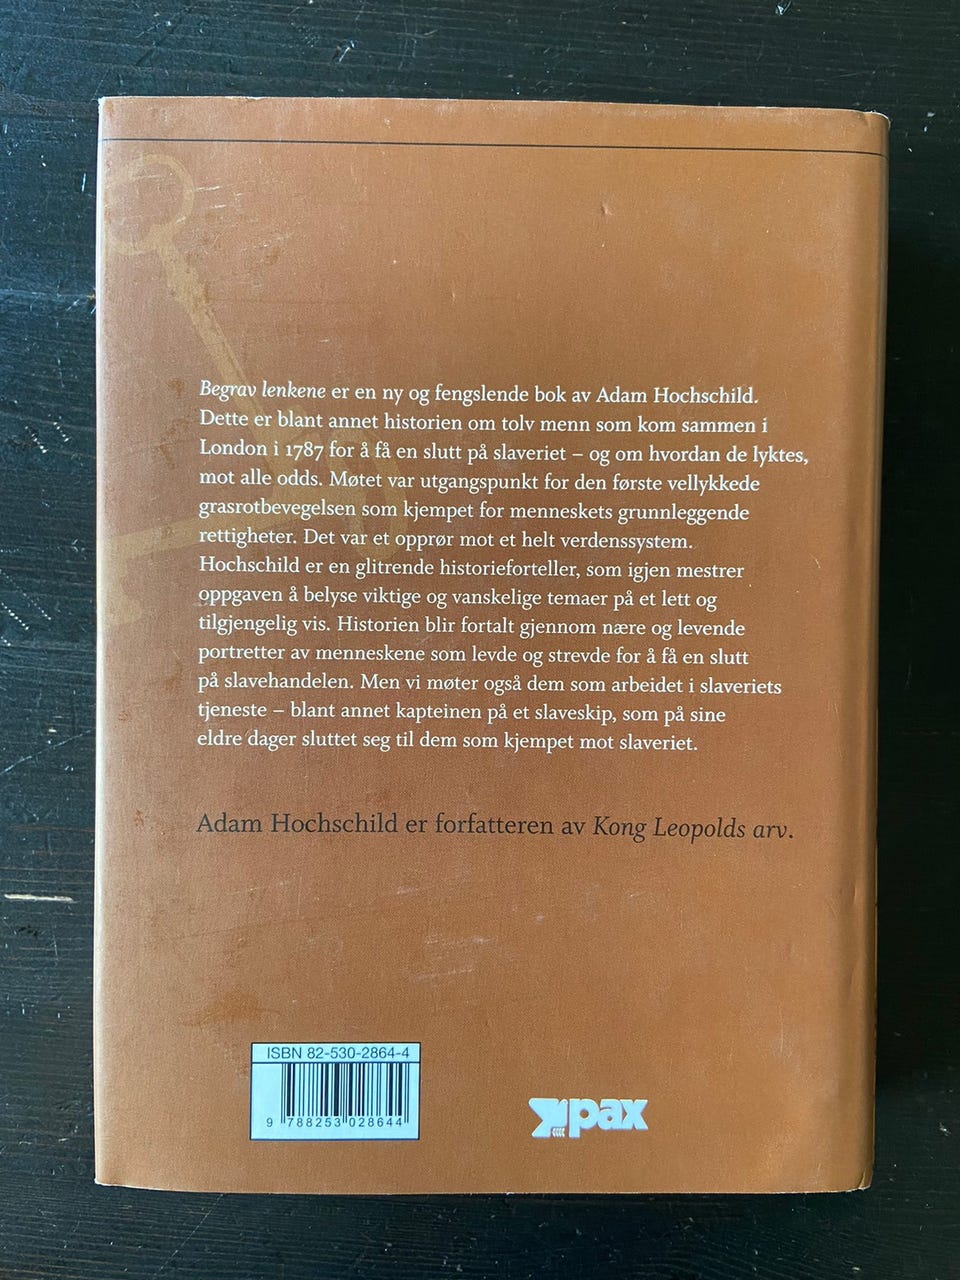 Begrav lenkene er en ny og fengslende bok av Adam Hochschild.
Dette er blant annet historien om tolv menn som kom sammen i
London i 1787 for å få en slutt på slaveriet – og om hvordan de lyktes,
mot alle odds. Møtet var utgangspunkt for den første vellykkede
grasrotbevegelsen som kjempet for menneskets grunnleggende
rettigheter. Det var et opprør mot et helt verdenssystem.
Hochschild er en glitrende historieforteller, som igjen mestrer
oppgaven å belyse viktige og vanskelige temaer på et lett og
tilgjengelig vis. Historien blir fortalt gjennom nære og levende
portretter av menneskene som levde og strevde for å få en slutt
på slavehandelen. Men vi møter også dem som arbeidet i slaveriets
tjeneste – blant annet kapteinen på et slaveskip, som på sine
eldre dager sluttet seg til dem som kjempet mot slaveriet.
Adam Hochschild er forfatteren av Kong Leopolds arv.
ISBN 82-530-2864-4
9 788253 028644
pax